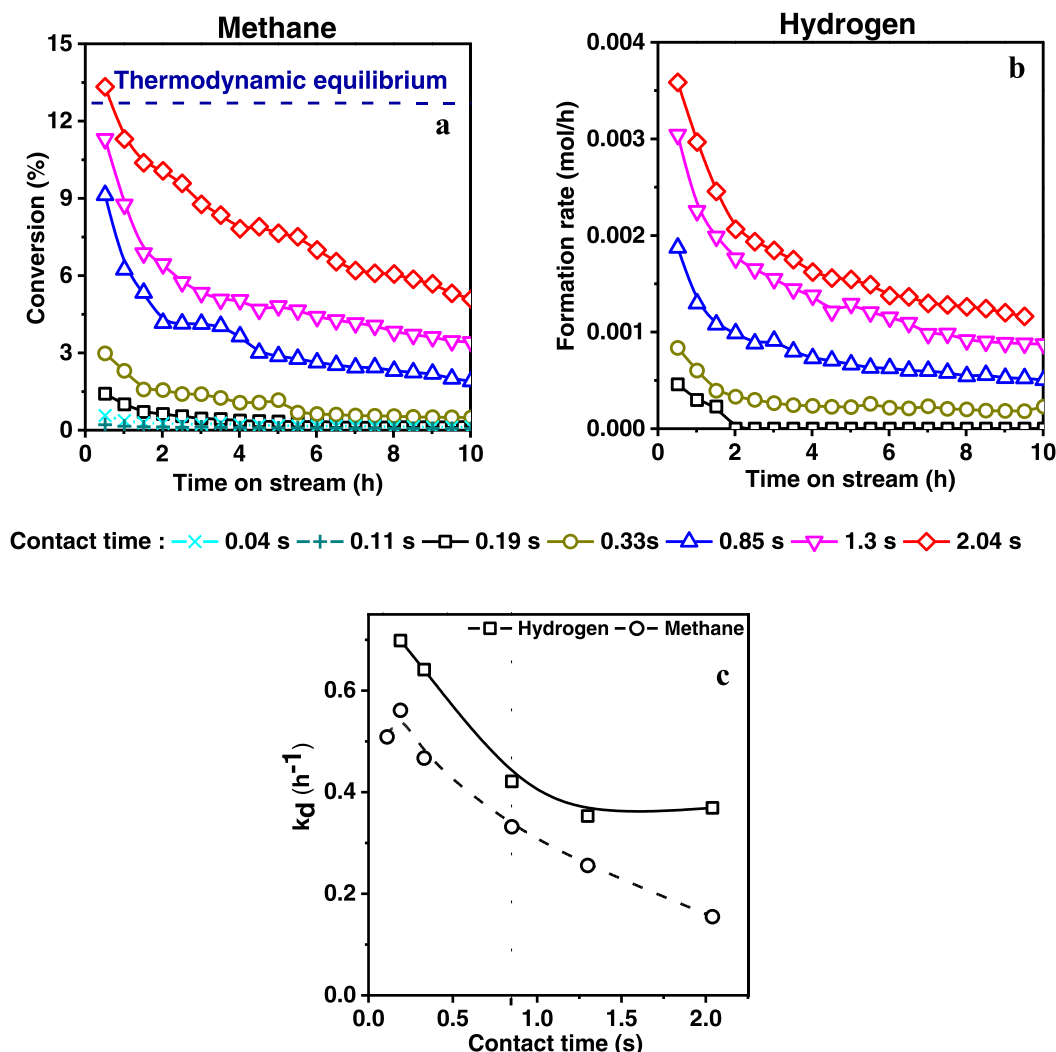 Methane
15
12
9
6
3
0
Conversion (%)
Thermodynamic equilibrium
a
0 2 4 6 8 10
Time on stream (h)
Hydrogen
0.004
0.003
0.002
0.001
0.000
Formation rate (mol/h)
b
0 2 4 6 8 10
Time on stream (h)
Contact time : 0.04 s 0.11 s 0.19 s 0.33s 0.85 s 1.3 s 2.04 s
Hydrogen Methane
c
0.6
0.4
0.2
0.0
kd (h-1)
0.0 0.5 1.0 1.5 2.0
Contact time (s)